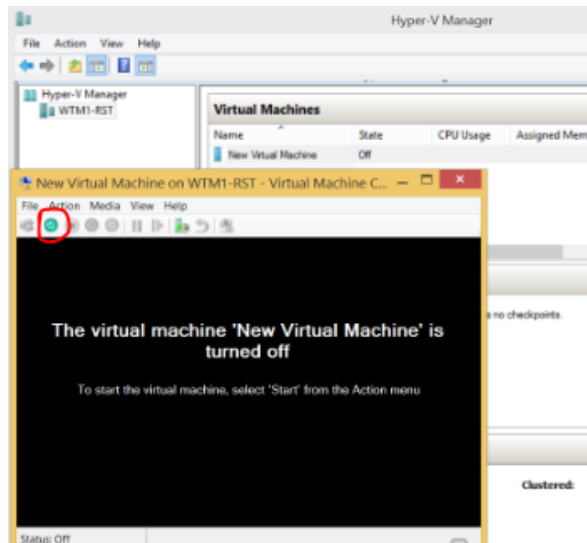 Hyper-V Manager
File Action View Help
Hyper-V Manager
WTM1-RST
Virtual Machines
Name State CPU Usage Assigned Mem
New Virtual Machine Off
New Virtual Machine on WTM1-RST - Virtual Machine C...
File Action Media View Help
no checkpoints.
The virtual machine 'New Virtual Machine' is
turned off
To start the virtual machine, select 'Start' from the Action menu
Clustered:
Status: Off